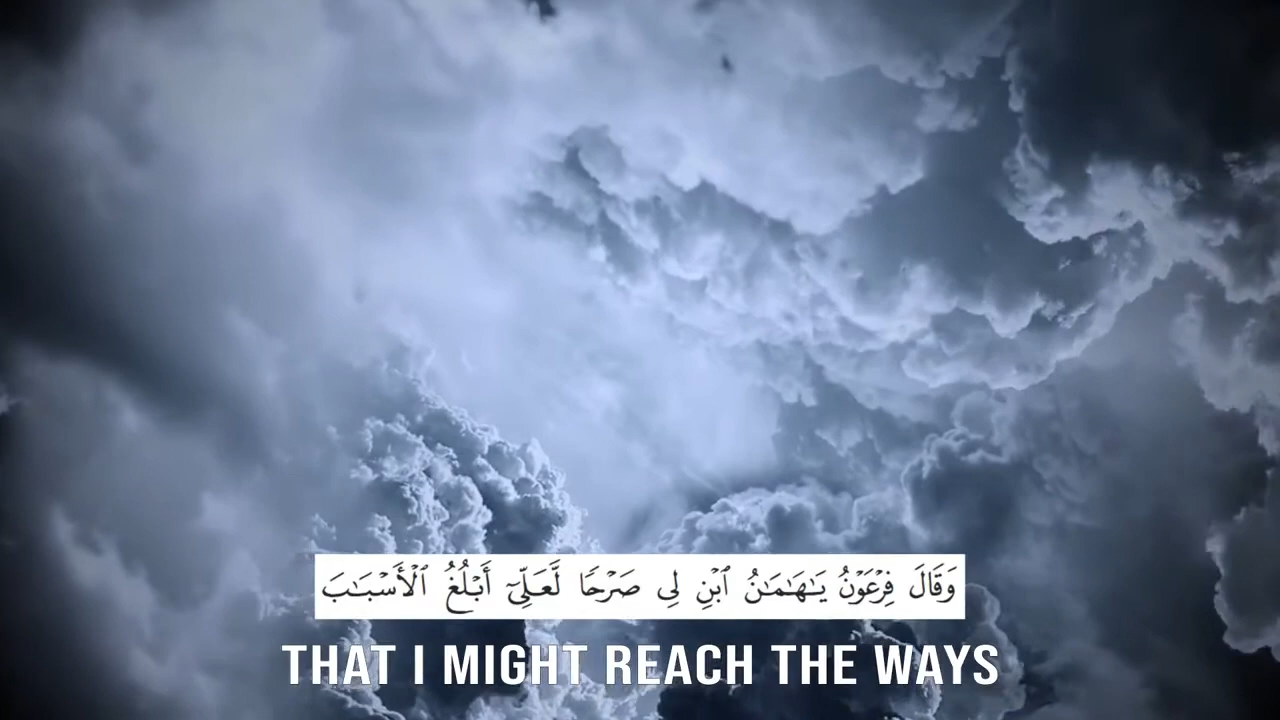 وَقَالَ فِرْعَوْنُ يَـٰهَـٰمَـٰنُ ٱبْنِ لِى صَرْحًا لَّعَلِّىٓ أَبْلُغُ ٱلْأَسْبَـٰبَ
THAT I MIGHT REACH THE WAYS